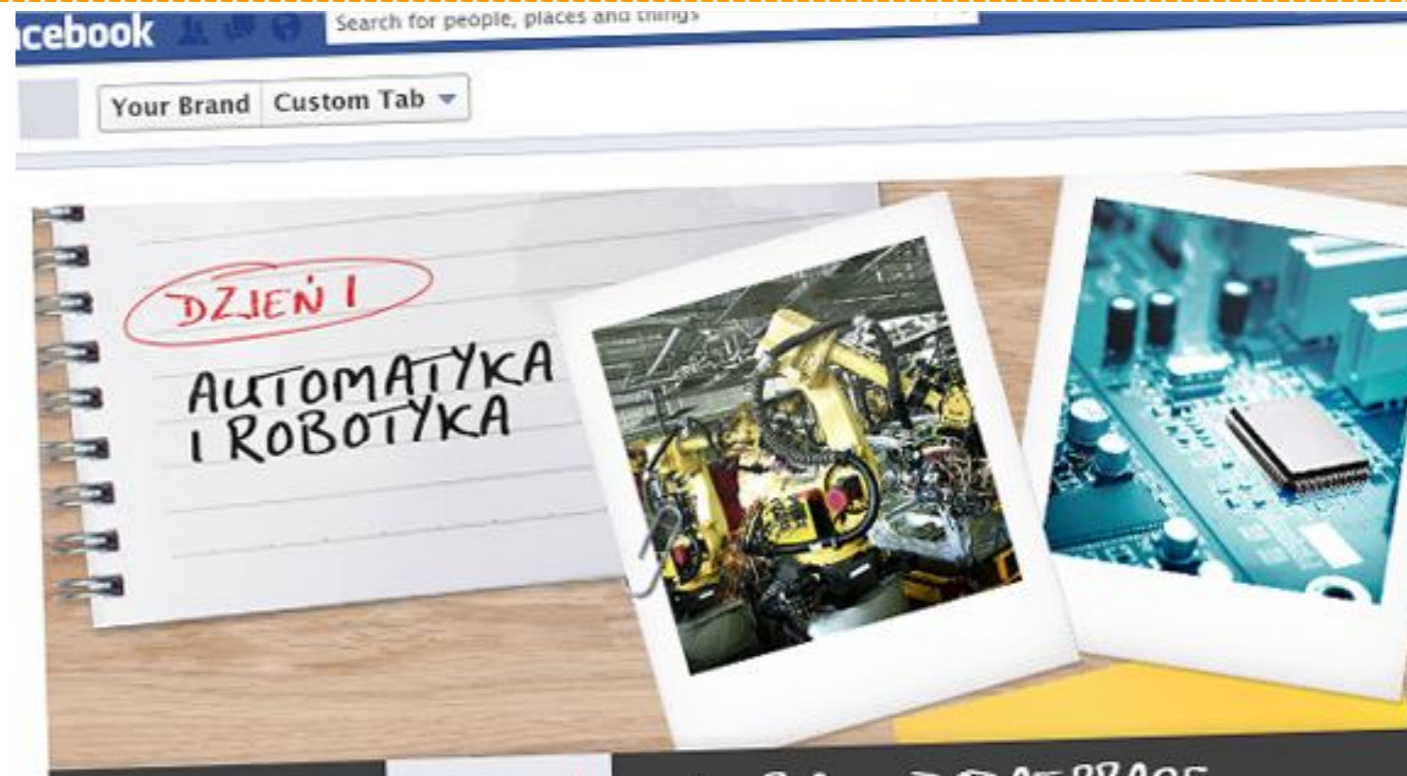 acebook
Search for people, places and things
Your Brand Custom Tab
DZIEŃ 1
AUTOMATYKA
I ROBOTYKA